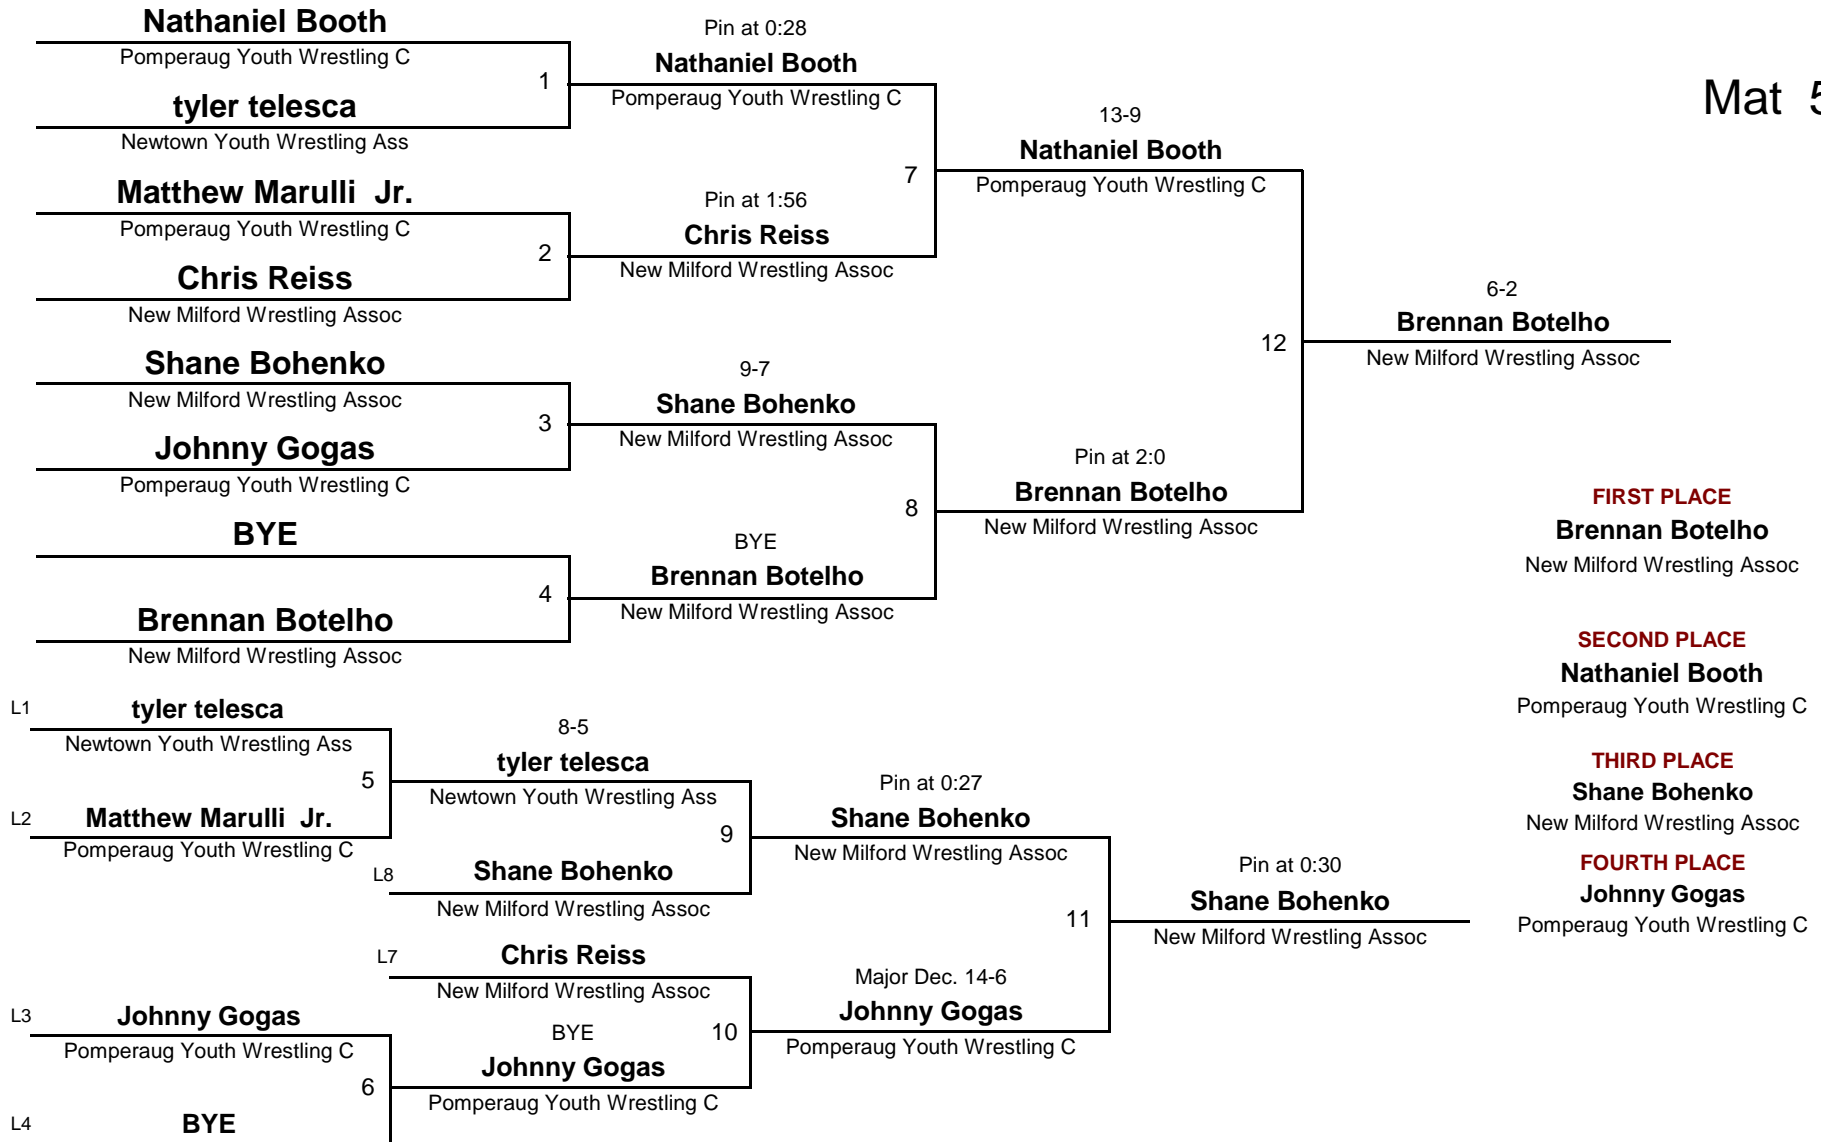 Nathaniel Booth
Pomperaug Youth Wrestling C
1
tyler telesca
Newtown Youth Wrestling Ass
Matthew Marulli  Jr.
Pomperaug Youth Wrestling C
2
Chris Reiss
New Milford Wrestling Assoc
Shane Bohenko
New Milford Wrestling Assoc
3
Johnny Gogas
Pomperaug Youth Wrestling C
BYE
4
Brennan Botelho
New Milford Wrestling Assoc
Pin at 0:28
Nathaniel Booth
Pomperaug Youth Wrestling C
7
Pin at 1:56
Chris Reiss
New Milford Wrestling Assoc
9-7
Shane Bohenko
New Milford Wrestling Assoc
8
BYE
Brennan Botelho
New Milford Wrestling Assoc
13-9
Nathaniel Booth
Pomperaug Youth Wrestling C
12
Pin at 2:0
Brennan Botelho
New Milford Wrestling Assoc
6-2
Brennan Botelho
New Milford Wrestling Assoc
Mat  5
FIRST PLACE
Brennan Botelho
New Milford Wrestling Assoc
SECOND PLACE
Nathaniel Booth
Pomperaug Youth Wrestling C
THIRD PLACE
Shane Bohenko
New Milford Wrestling Assoc
FOURTH PLACE
Johnny Gogas
Pomperaug Youth Wrestling C
L1
tyler telesca
Newtown Youth Wrestling Ass
5
L2
Matthew Marulli  Jr.
Pomperaug Youth Wrestling C
L3
Johnny Gogas
Pomperaug Youth Wrestling C
6
L4
BYE
8-5
tyler telesca
Newtown Youth Wrestling Ass
9
L8
Shane Bohenko
New Milford Wrestling Assoc
L7
Chris Reiss
New Milford Wrestling Assoc
10
BYE
Johnny Gogas
Pomperaug Youth Wrestling C
Pin at 0:27
Shane Bohenko
New Milford Wrestling Assoc
11
Major Dec. 14-6
Johnny Gogas
Pomperaug Youth Wrestling C
Pin at 0:30
Shane Bohenko
New Milford Wrestling Assoc